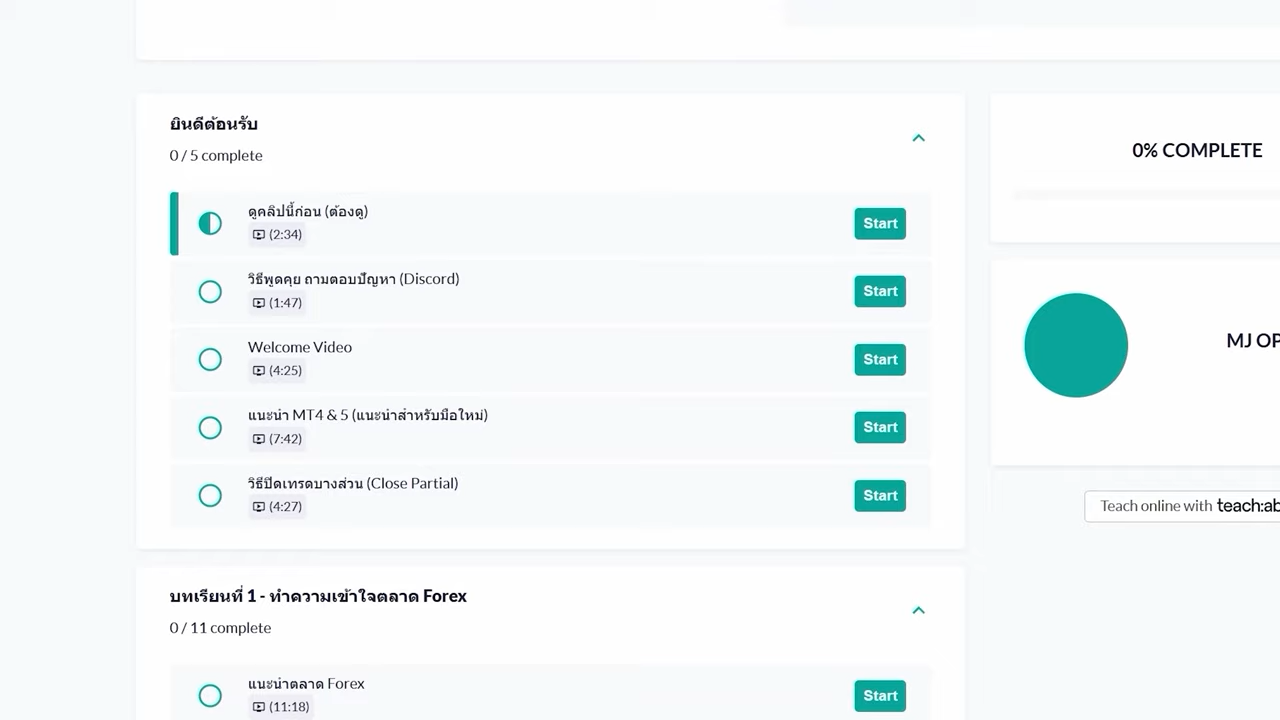 ยินดีต้อนรับ
0 / 5 complete
ดูคลิปนี้ก่อน (ต้องดู)
(2:34)
Start
วิธีพูดคุย ถามตอบปัญหา (Discord)
(1:47)
Start
Welcome Video
(4:25)
Start
แนะนำ MT4 & 5 (แนะนำสำหรับมือใหม่)
(7:42)
Start
วิธีปิดเทรดบางส่วน (Close Partial)
(4:27)
Start
บทเรียนที่ 1 - ทำความเข้าใจตลาด Forex
0 / 11 complete
แนะนำตลาด Forex
(11:18)
Start
0% COMPLETE
MJ OP
Teach online with teach:ab